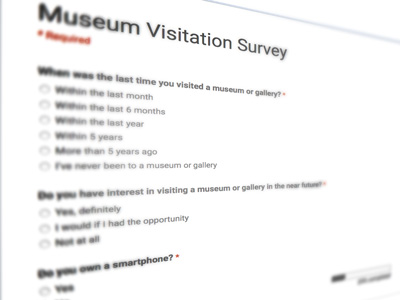 Museum Visitation Survey
* Required
When was the last time you visited a museum or gallery? *
Within the last month
Within the last 6 months
Within the last year
Within 5 years
More than 5 years ago
I've never been to a museum or gallery
Do you have interest in visiting a museum or gallery in the near future? *
Yes, definitely
I would if I had the opportunity
Not at all
Do you own a smartphone? *
Yes